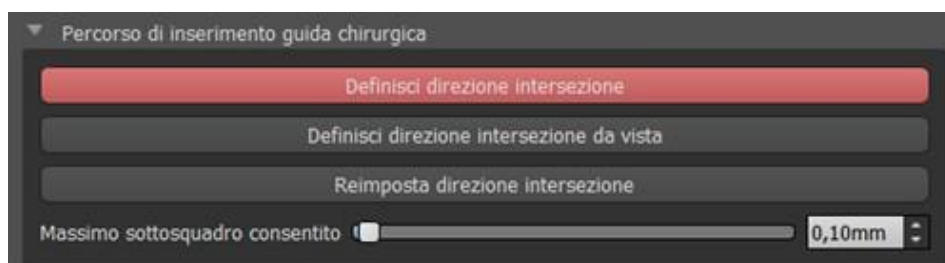 Percorso di inserimento guida chirurgica
Definisci direzione intersezione
Definisci direzione intersezione da vista
Reimposta direzione intersezione
Massimo sottosquadro consentito 0,10mm